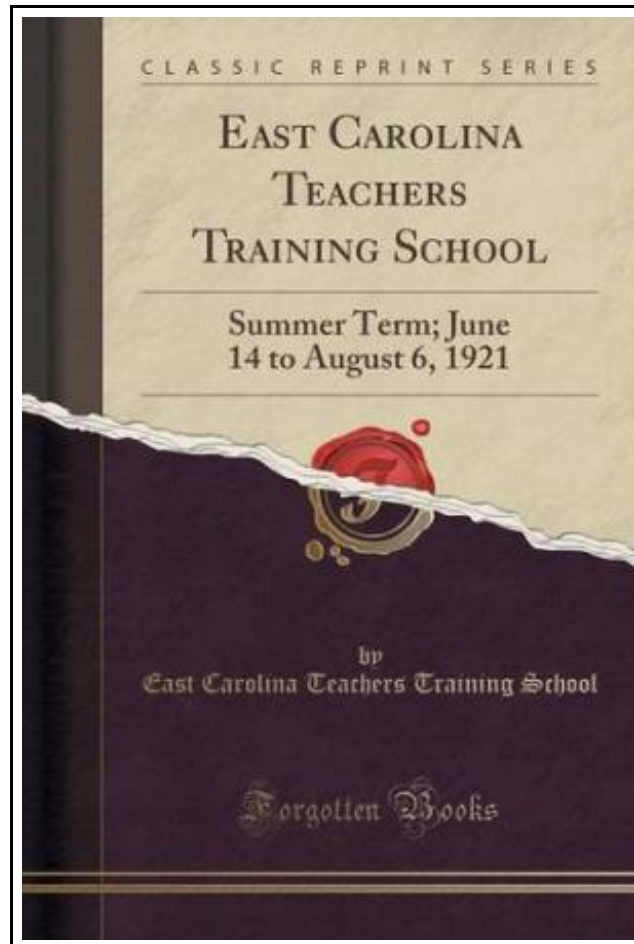 CLASSIC REPRINT SERIES
EAST CAROLINA
TEACHERS
TRAINING SCHOOL
Summer Term; June
14 to August 6, 1921
F
by
East Carolina Teachers Training School
Forgotten Books